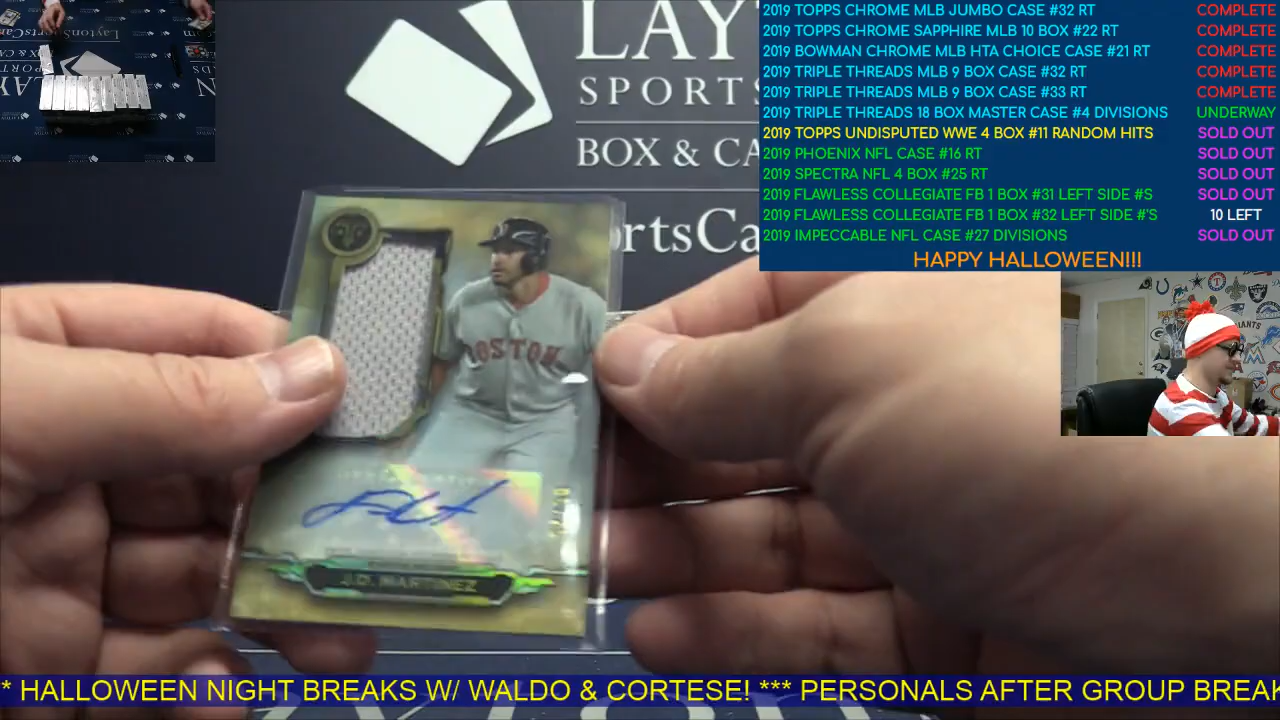 2019 TOPPS CHROME MLB JUMBO CASE #32 RT COMPLETE
2019 TOPPS CHROME SAPPHIRE MLB 10 BOX #22 RT COMPLETE
2019 BOWMAN CHROME MLB HTA CHOICE CASE #21 RT COMPLETE
2019 TRIPLE THREADS MLB 9 BOX CASE #32 RT COMPLETE
2019 TRIPLE THREADS MLB 9 BOX CASE #33 RT COMPLETE
2019 TRIPLE THREADS 18 BOX MASTER CASE #4 DIVISIONS UNDERWAY
2019 TOPPS UNDISPUTED WWE 4 BOX #11 RANDOM HITS SOLD OUT
2019 PHOENIX NFL CASE #16 RT SOLD OUT
2019 SPECTRA NFL 4 BOX #25 RT SOLD OUT
2019 FLAWLESS COLLEGIATE FB 1 BOX #31 LEFT SIDE #S SOLD OUT
2019 FLAWLESS COLLEGIATE FB 1 BOX #32 LEFT SIDE #'S 10 LEFT
2019 IMPECCABLE NFL CASE #27 DIVISIONS SOLD OUT
HAPPY HALLOWEEN!!!
LAY
SPORTS
BOX & CA
rtsCa
BOSTON
J.D. MARTINEZ
* HALLOWEEN NIGHT BREAKS W/ WALDO & CORTESE! *** PERSONALS AFTER GROUP BREAK